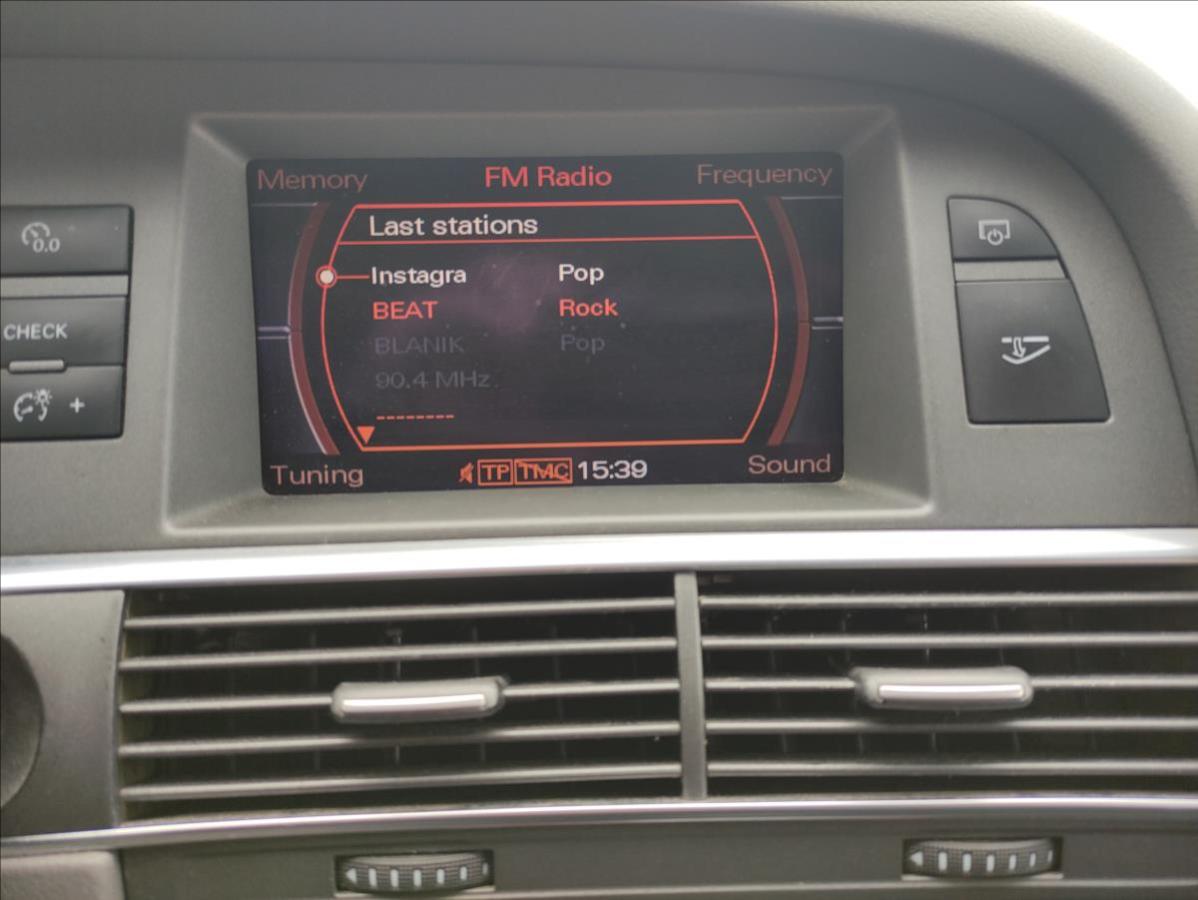 Memory FM Radio Frequency
Last stations
Instagra Pop
BEAT Rock
BLANIK Pop
90.4 MHz
--------
Tuning TP TMC 15:39 Sound
0.0
CHECK
+